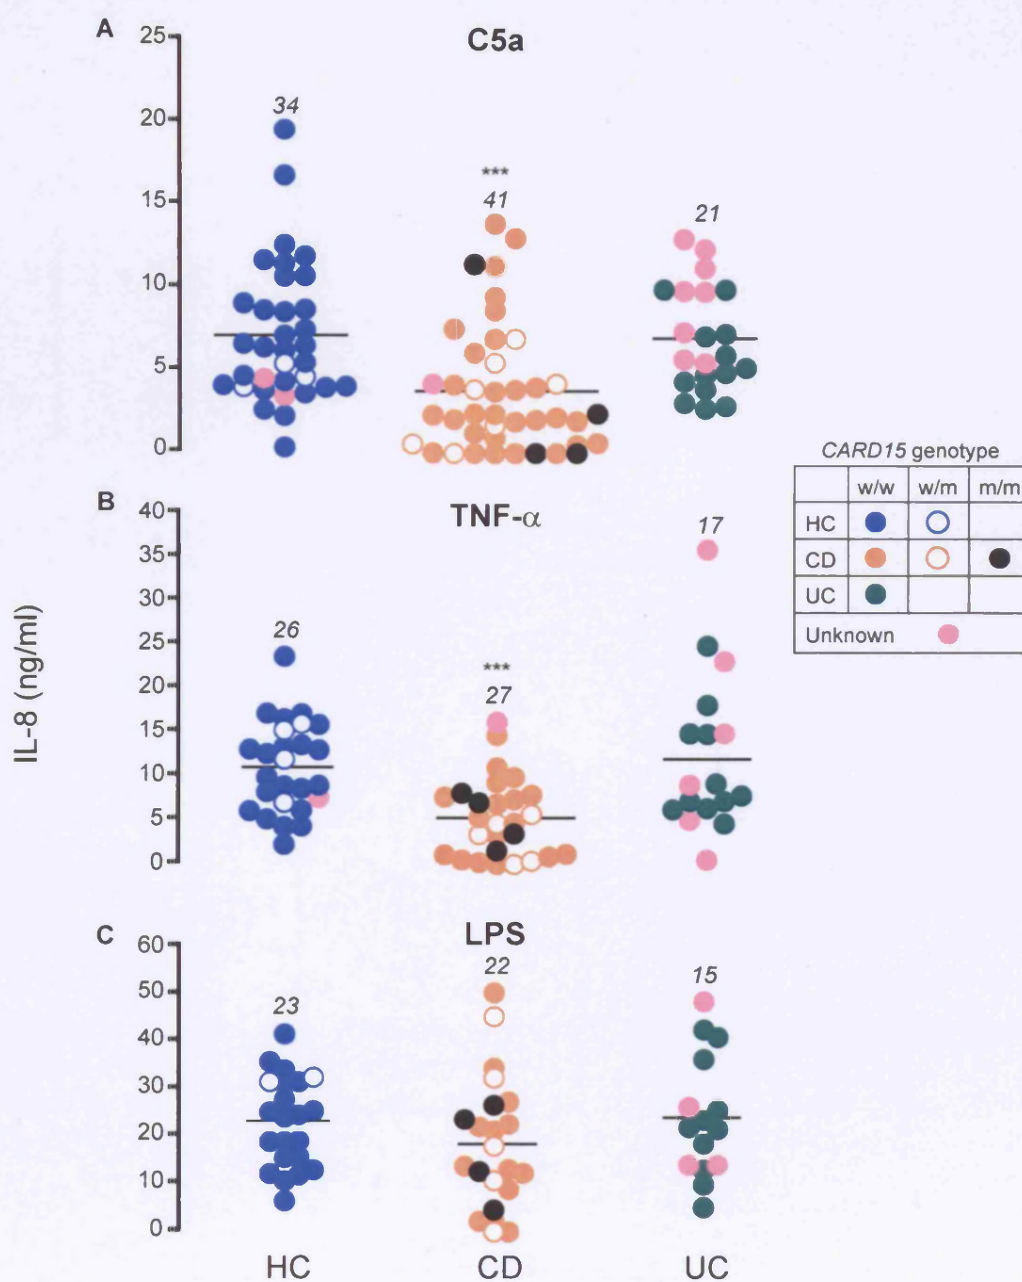 A
C5a
25
20
15
10
5
0
34
***
41
21
B
TNF-α
40
35
30
25
20
15
10
5
0
26
***
27
17
C
LPS
60
50
40
30
20
10
0
23
22
15
IL-8 (ng/ml)
HC CD UC
CARD15 genotype
w/w w/m m/m
HC
CD
UC
Unknown